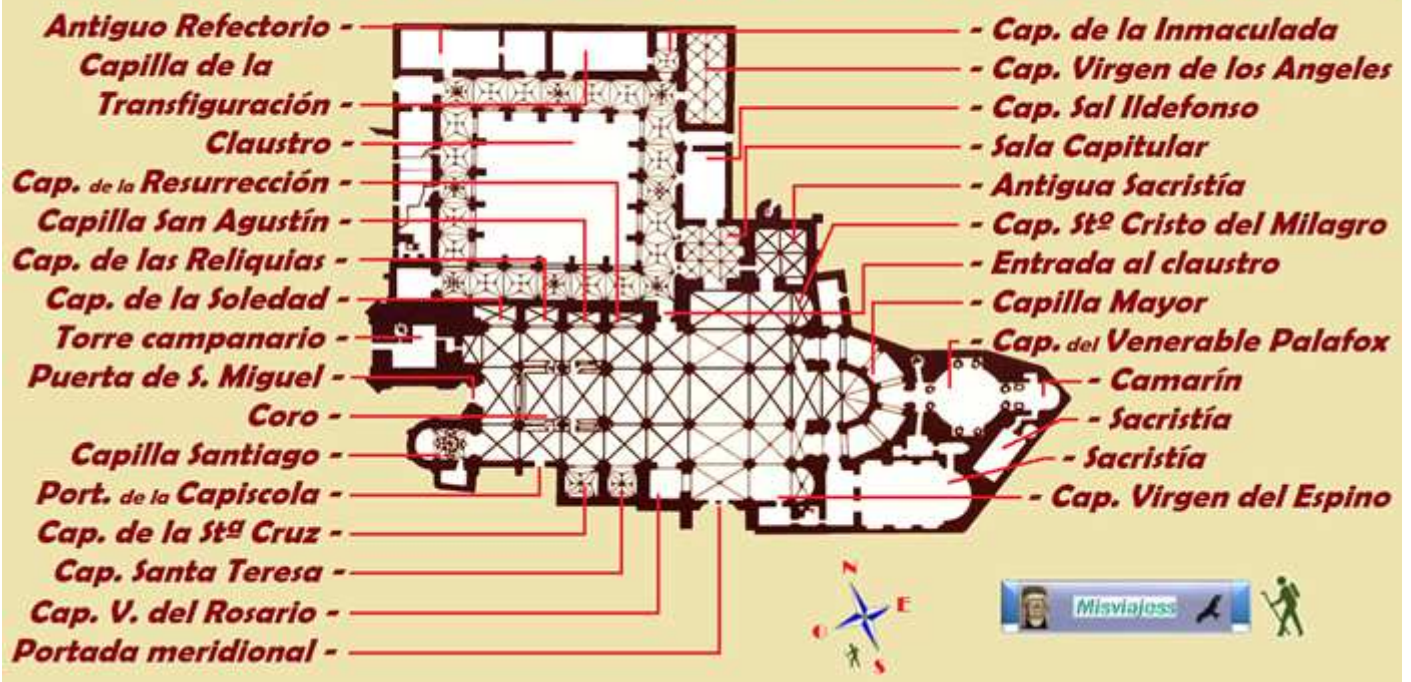 Antiguo Refectorio -
Capilla de la
Transfiguración -
Claustro -
Cap. de la Resurrección -
Capilla San Agustín -
Cap. de las Reliquias -
Cap. de la Soledad -
Torre campanario -
Puerta de S. Miguel -
Coro -
Capilla Santiago -
Port. de la Capiscola -
Cap. de la Stª Cruz -
Cap. Santa Teresa -
Cap. V. del Rosario -
Portada meridional -
- Cap. de la Inmaculada
- Cap. Virgen de los Angeles
- Cap. Sal Ildefonso
- Sala Capitular
- Antigua Sacristía
- Cap. Stº Cristo del Milagro
- Entrada al claustro
- Capilla Mayor
- Cap. del Venerable Palafox
- Camarín
- Sacristía
- Sacristía
- Cap. Virgen del Espino
N
E
O
S
Misviajess